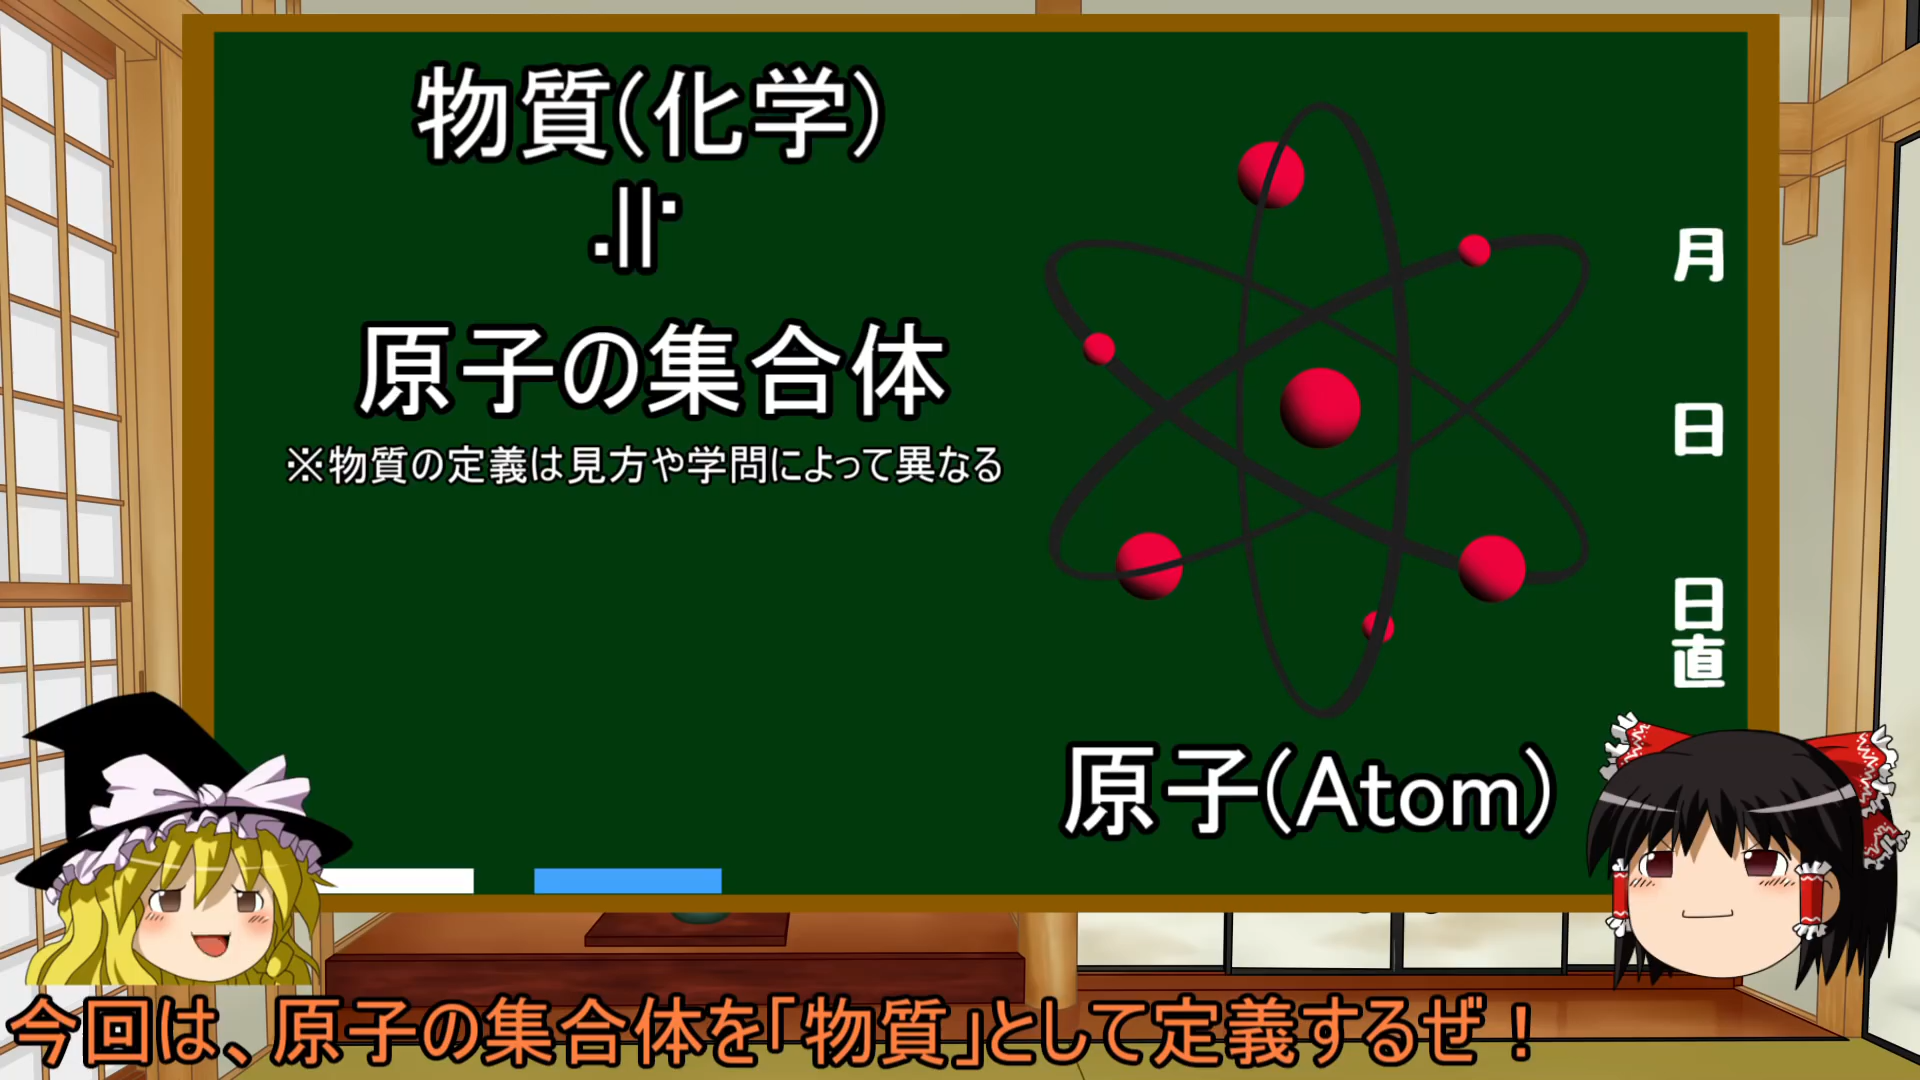 物質(化学)
≒
原子の集合体
※物質の定義は見方や学問によって異なる
原子(Atom)
月
日
日直
今回は、原子の集合体を「物質」として定義するぜ！